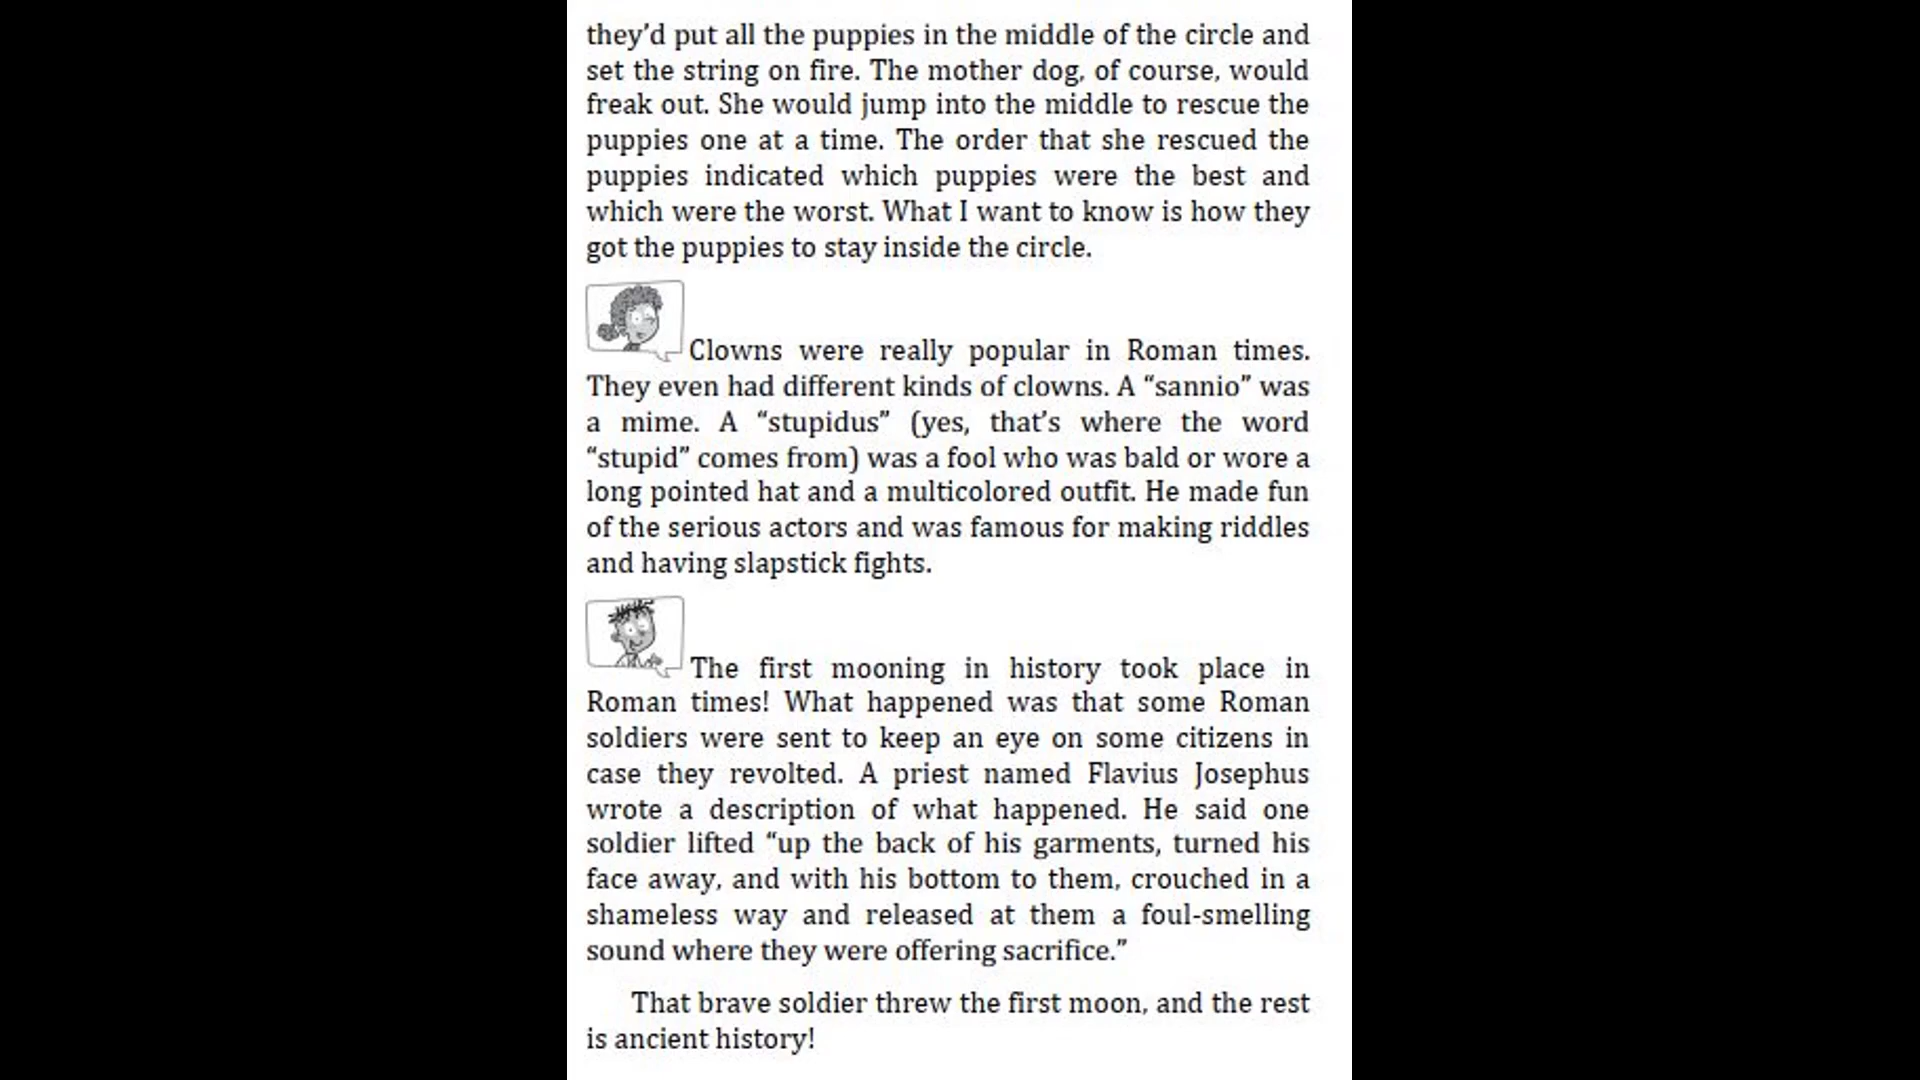 they’d put all the puppies in the middle of the circle and
set the string on fire. The mother dog, of course, would
freak out. She would jump into the middle to rescue the
puppies one at a time. The order that she rescued the
puppies indicated which puppies were the best and
which were the worst. What I want to know is how they
got the puppies to stay inside the circle.
Clowns were really popular in Roman times.
They even had different kinds of clowns. A “sannio” was
a mime. A “stupidus” (yes, that’s where the word
“stupid” comes from) was a fool who was bald or wore a
long pointed hat and a multicolored outfit. He made fun
of the serious actors and was famous for making riddles
and having slapstick fights.
The first mooning in history took place in
Roman times! What happened was that some Roman
soldiers were sent to keep an eye on some citizens in
case they revolted. A priest named Flavius Josephus
wrote a description of what happened. He said one
soldier lifted “up the back of his garments, turned his
face away, and with his bottom to them, crouched in a
shameless way and released at them a foul-smelling
sound where they were offering sacrifice.”
That brave soldier threw the first moon, and the rest
is ancient history!